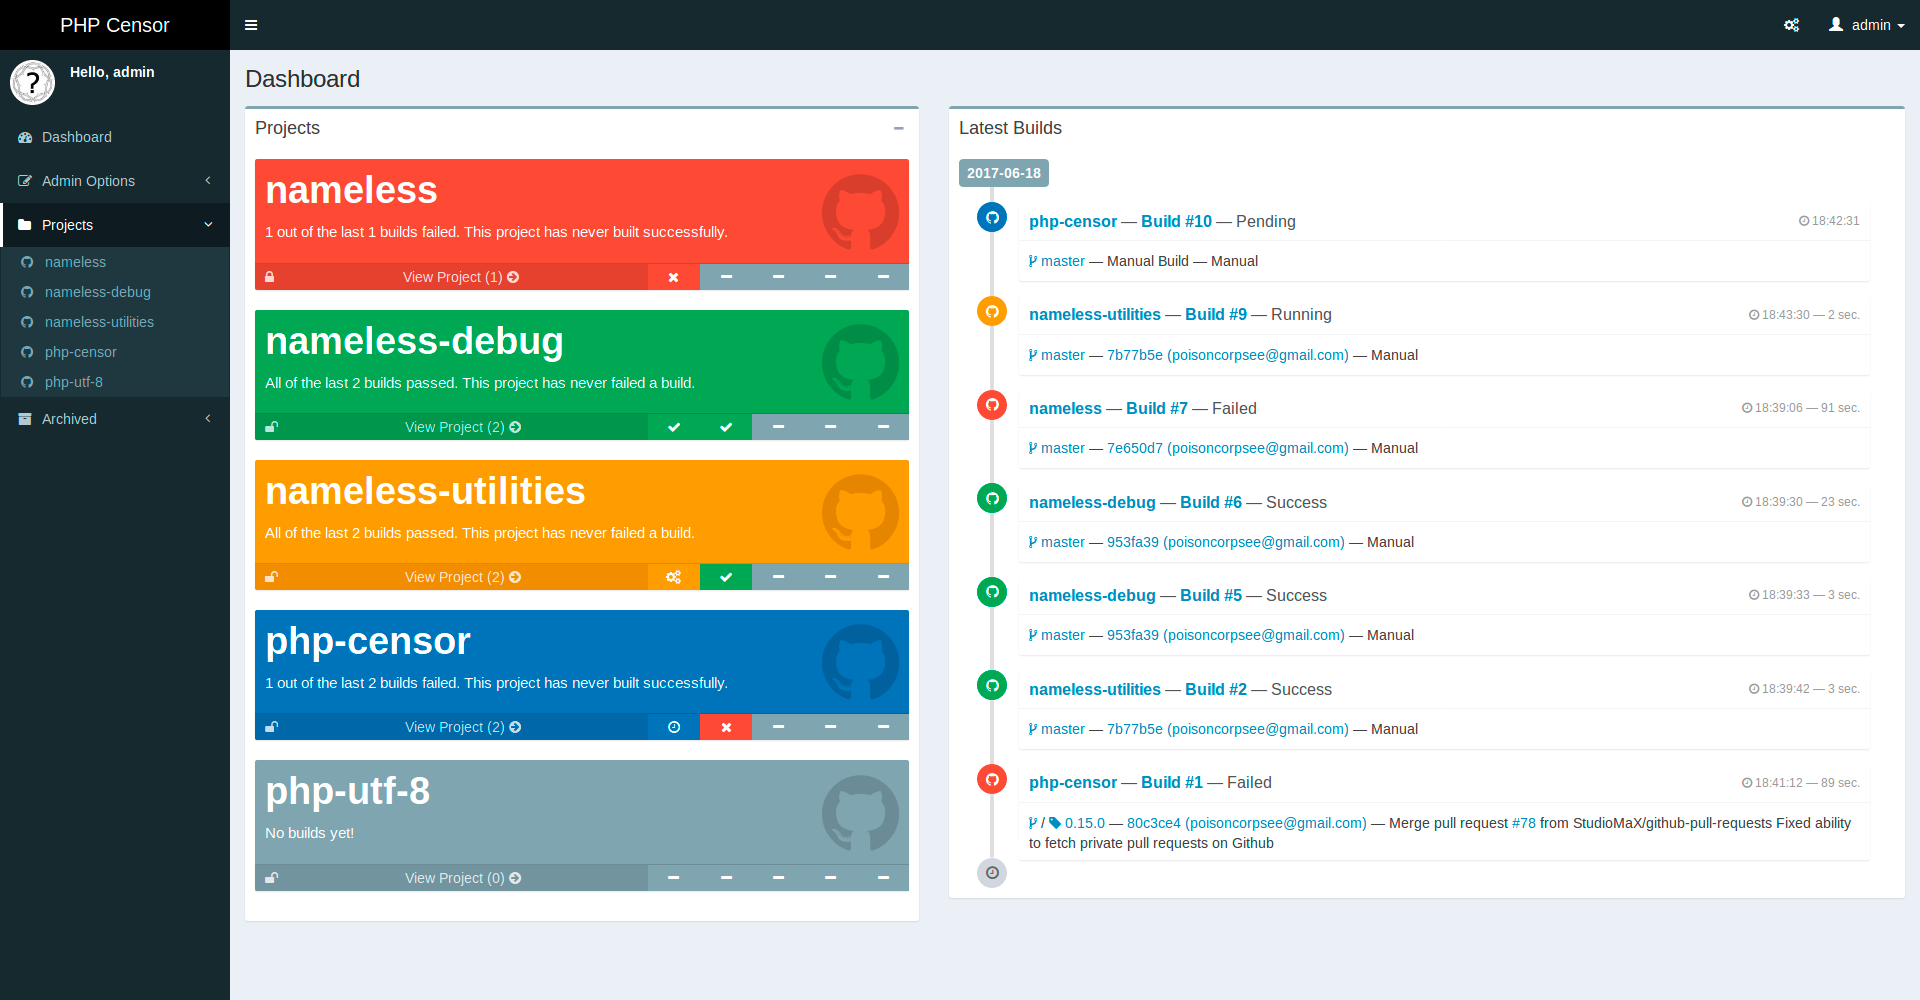 PHP Censor
admin
?
Hello, admin
Dashboard
Admin Options
Projects
nameless
nameless-debug
nameless-utilities
php-censor
php-utf-8
Archived
Dashboard
Projects
nameless
1 out of the last 1 builds failed. This project has never built successfully.
View Project (1)
nameless-debug
All of the last 2 builds passed. This project has never failed a build.
View Project (2)
nameless-utilities
All of the last 2 builds passed. This project has never failed a build.
View Project (2)
php-censor
1 out of the last 2 builds failed. This project has never built successfully.
View Project (2)
php-utf-8
No builds yet!
View Project (0)
Latest Builds
2017-06-18
php-censor — Build #10 — Pending
18:42:31
master — Manual Build — Manual
nameless-utilities — Build #9 — Running
18:43:30 — 2 sec.
master — 7b77b5e (poisoncorpsee@gmail.com) — Manual
nameless — Build #7 — Failed
18:39:06 — 91 sec.
master — 7e650d7 (poisoncorpsee@gmail.com) — Manual
nameless-debug — Build #6 — Success
18:39:30 — 23 sec.
master — 953fa39 (poisoncorpsee@gmail.com) — Manual
nameless-debug — Build #5 — Success
18:39:33 — 3 sec.
master — 953fa39 (poisoncorpsee@gmail.com) — Manual
nameless-utilities — Build #2 — Success
18:39:42 — 3 sec.
master — 7b77b5e (poisoncorpsee@gmail.com) — Manual
php-censor — Build #1 — Failed
18:41:12 — 89 sec.
/ 0.15.0 — 80c3ce4 (poisoncorpsee@gmail.com) — Merge pull request #78 from StudioMaX/github-pull-requests Fixed ability
to fetch private pull requests on Github